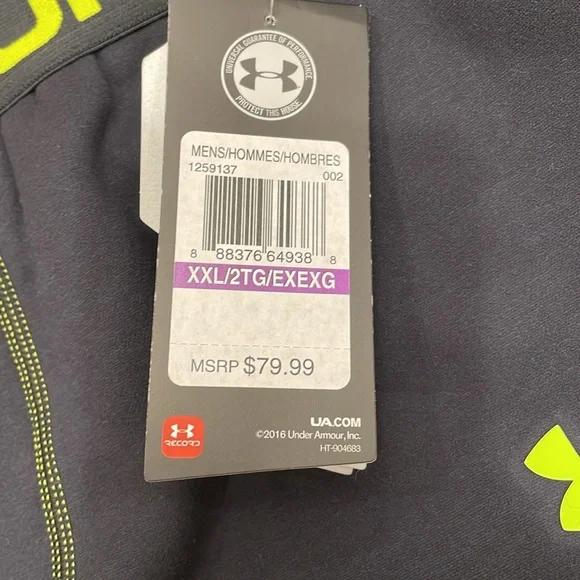 UNIVERSAL GUARANTEE OF PERFORMANCE
PROTECT THIS HOUSE
MENS/HOMMES/HOMBRES
1259137 002
8 88376 64938 8
XXL/2TG/EXEXG
MSRP $79.99
RECORD
UA.COM
©2016 Under Armour, Inc.
HT-904683